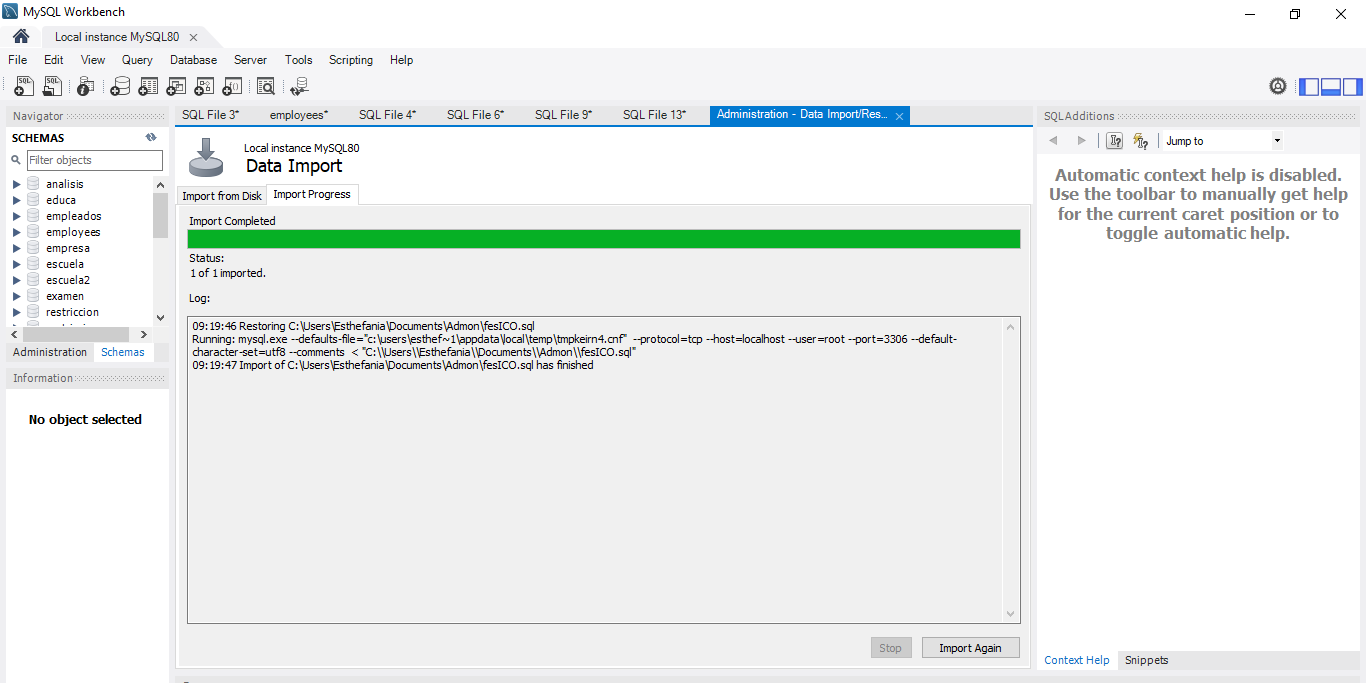 MySQL Workbench
Local instance MySQL80
File Edit View Query Database Server Tools Scripting Help
Navigator
SCHEMAS
Filter objects
analisis
educa
empleados
employees
empresa
escuela
escuela2
examen
restriccion
Administration Schemas
Information
No object selected
SQL File 3* employees* SQL File 4* SQL File 6* SQL File 9* SQL File 13* Administration - Data Import/Res...
Local instance MySQL80
Data Import
Import from Disk Import Progress
Import Completed
Status:
1 of 1 imported.
Log:
09:19:46 Restoring C:\Users\Esthefania\Documents\Admon\fesICO.sql
Running: mysql.exe --defaults-file="c:\users\esthef~1\appdata\local\temp\tmpkeirn4.cnf" --protocol=tcp --host=localhost --user=root --port=3306 --default-
character-set=utf8 --comments < "C:\\Users\\Esthefania\\Documents\\Admon\\fesICO.sql"
09:19:47 Import of C:\Users\Esthefania\Documents\Admon\fesICO.sql has finished
Stop Import Again
SQLAdditions
Jump to
Automatic context help is disabled.
Use the toolbar to manually get help
for the current caret position or to
toggle automatic help.
Context Help Snippets